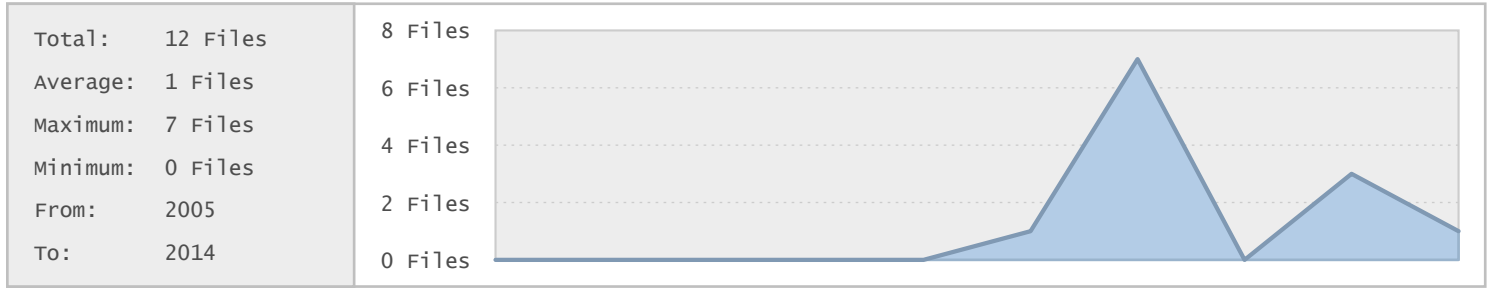 Total: 12 Files
Average: 1 Files
Maximum: 7 Files
Minimum: 0 Files
From: 2005
To: 2014
8 Files
6 Files
4 Files
2 Files
0 Files